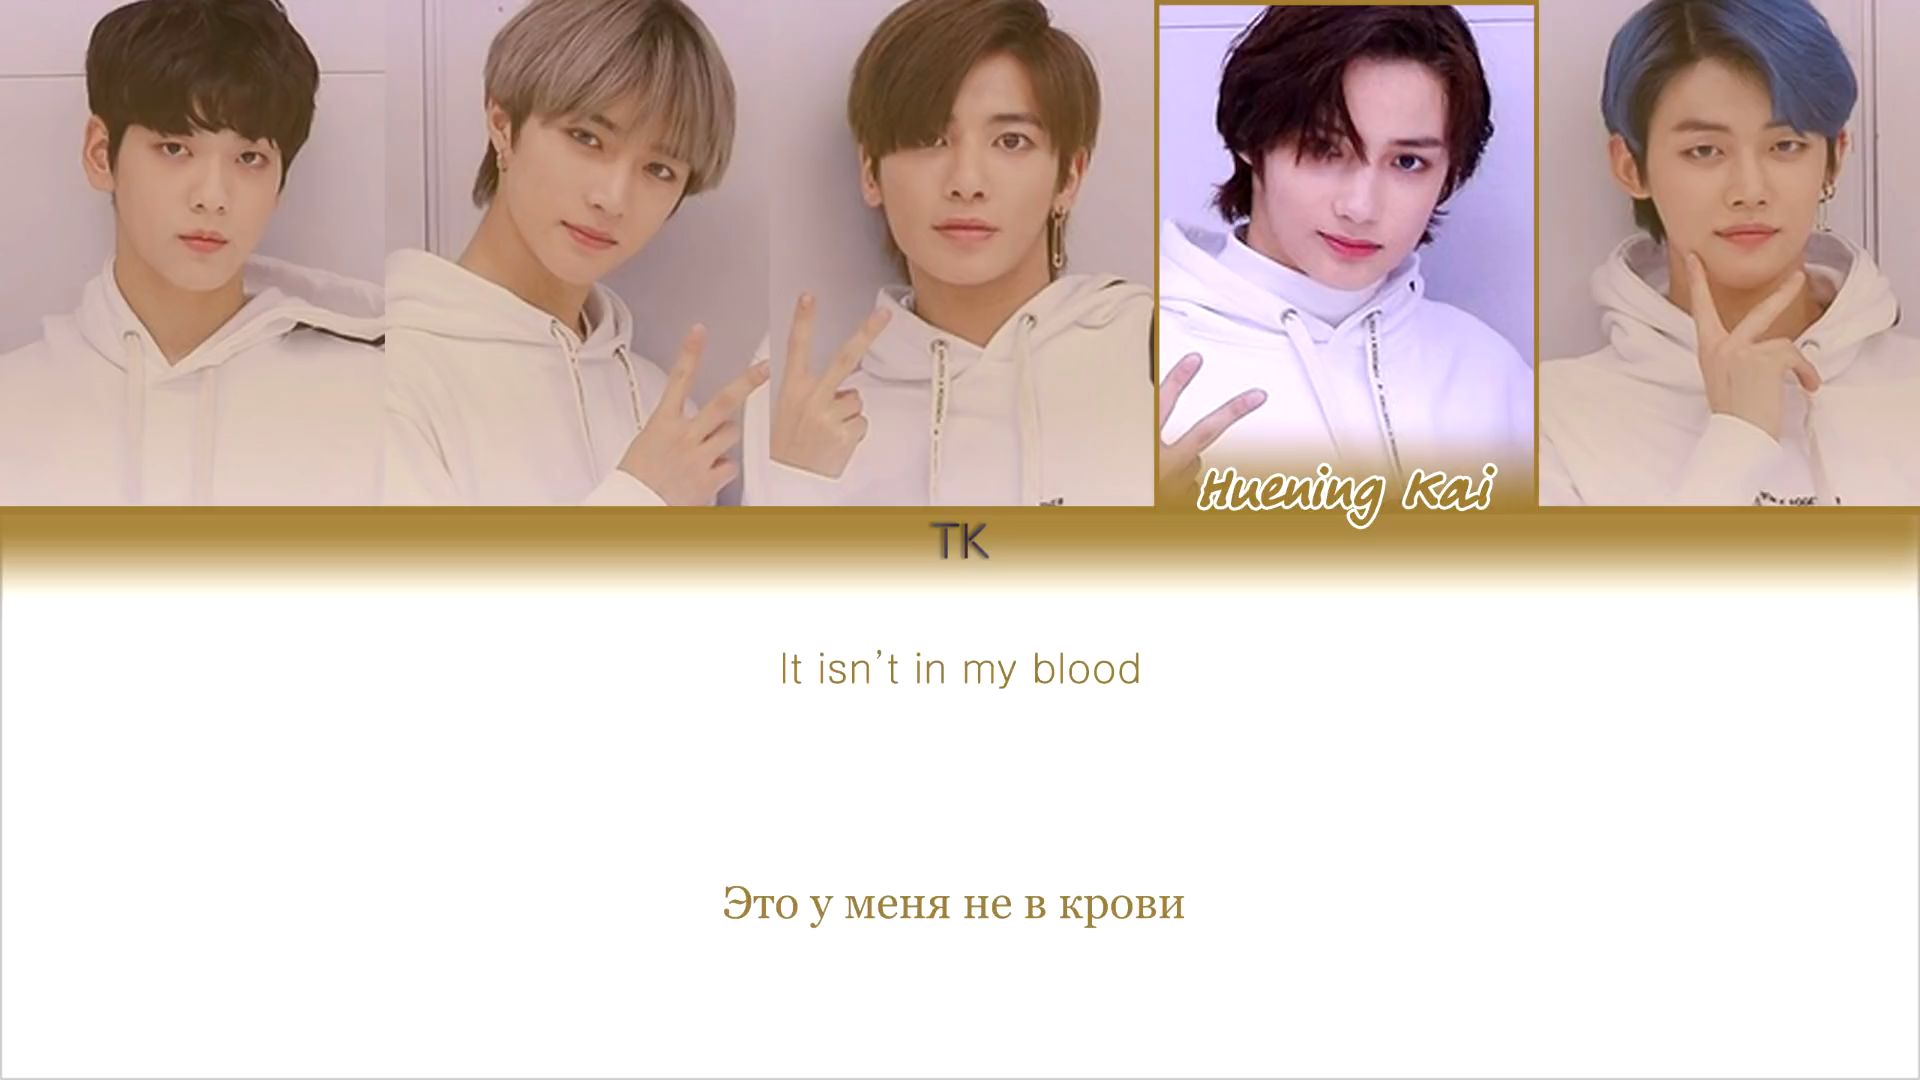 Huening Kai
TK
It isn't in my blood
Это у меня не в крови